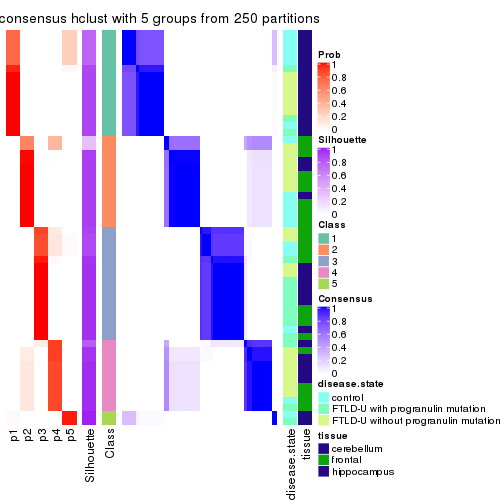 consensus hclust with 5 groups from 250 partitions
Prob
1
0.8
0.6
0.4
0.2
0
Silhouette
1
0.8
0.6
0.4
0.2
0
Class
1
2
3
4
5
Consensus
1
0.8
0.6
0.4
0.2
0
disease.state
control
FTLD-U with progranulin mutation
FTLD-U without progranulin mutation
tissue
cerebellum
frontal
hippocampus
p1
p2
p3
p4
p5
Silhouette
Class
disease.state
tissue